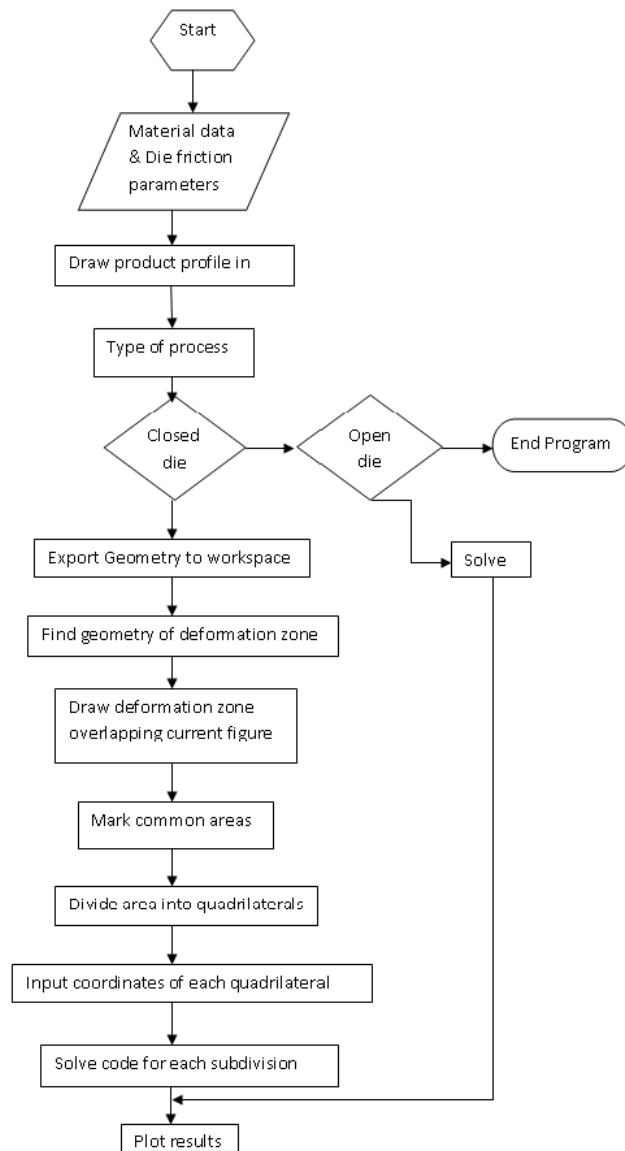 Start
Material data
& Die friction
parameters
Draw product profile in
Type of process
Closed
die
Open
die
End Program
Export Geometry to workspace
Solve
Find geometry of deformation zone
Draw deformation zone
overlapping current figure
Mark common areas
Divide area into quadrilaterals
Input coordinates of each quadrilateral
Solve code for each subdivision
Plot results